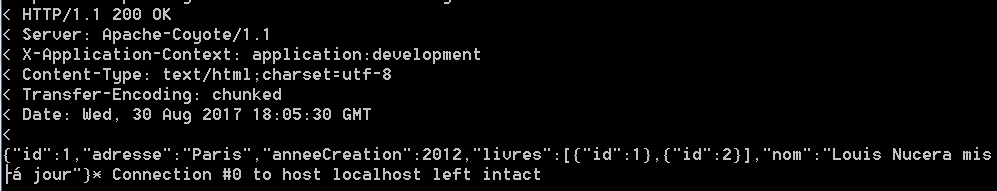 < HTTP/1.1 200 OK
< Server: Apache-Coyote/1.1
< X-Application-Context: application:development
< Content-Type: text/html;charset=utf-8
< Transfer-Encoding: chunked
< Date: Wed, 30 Aug 2017 18:05:30 GMT
<
{"id":1,"adresse":"Paris","anneeCreation":2012,"livres":[{"id":1},{"id":2}],"nom":"Louis Nucera mis
├á jour"}* Connection #0 to host localhost left intact